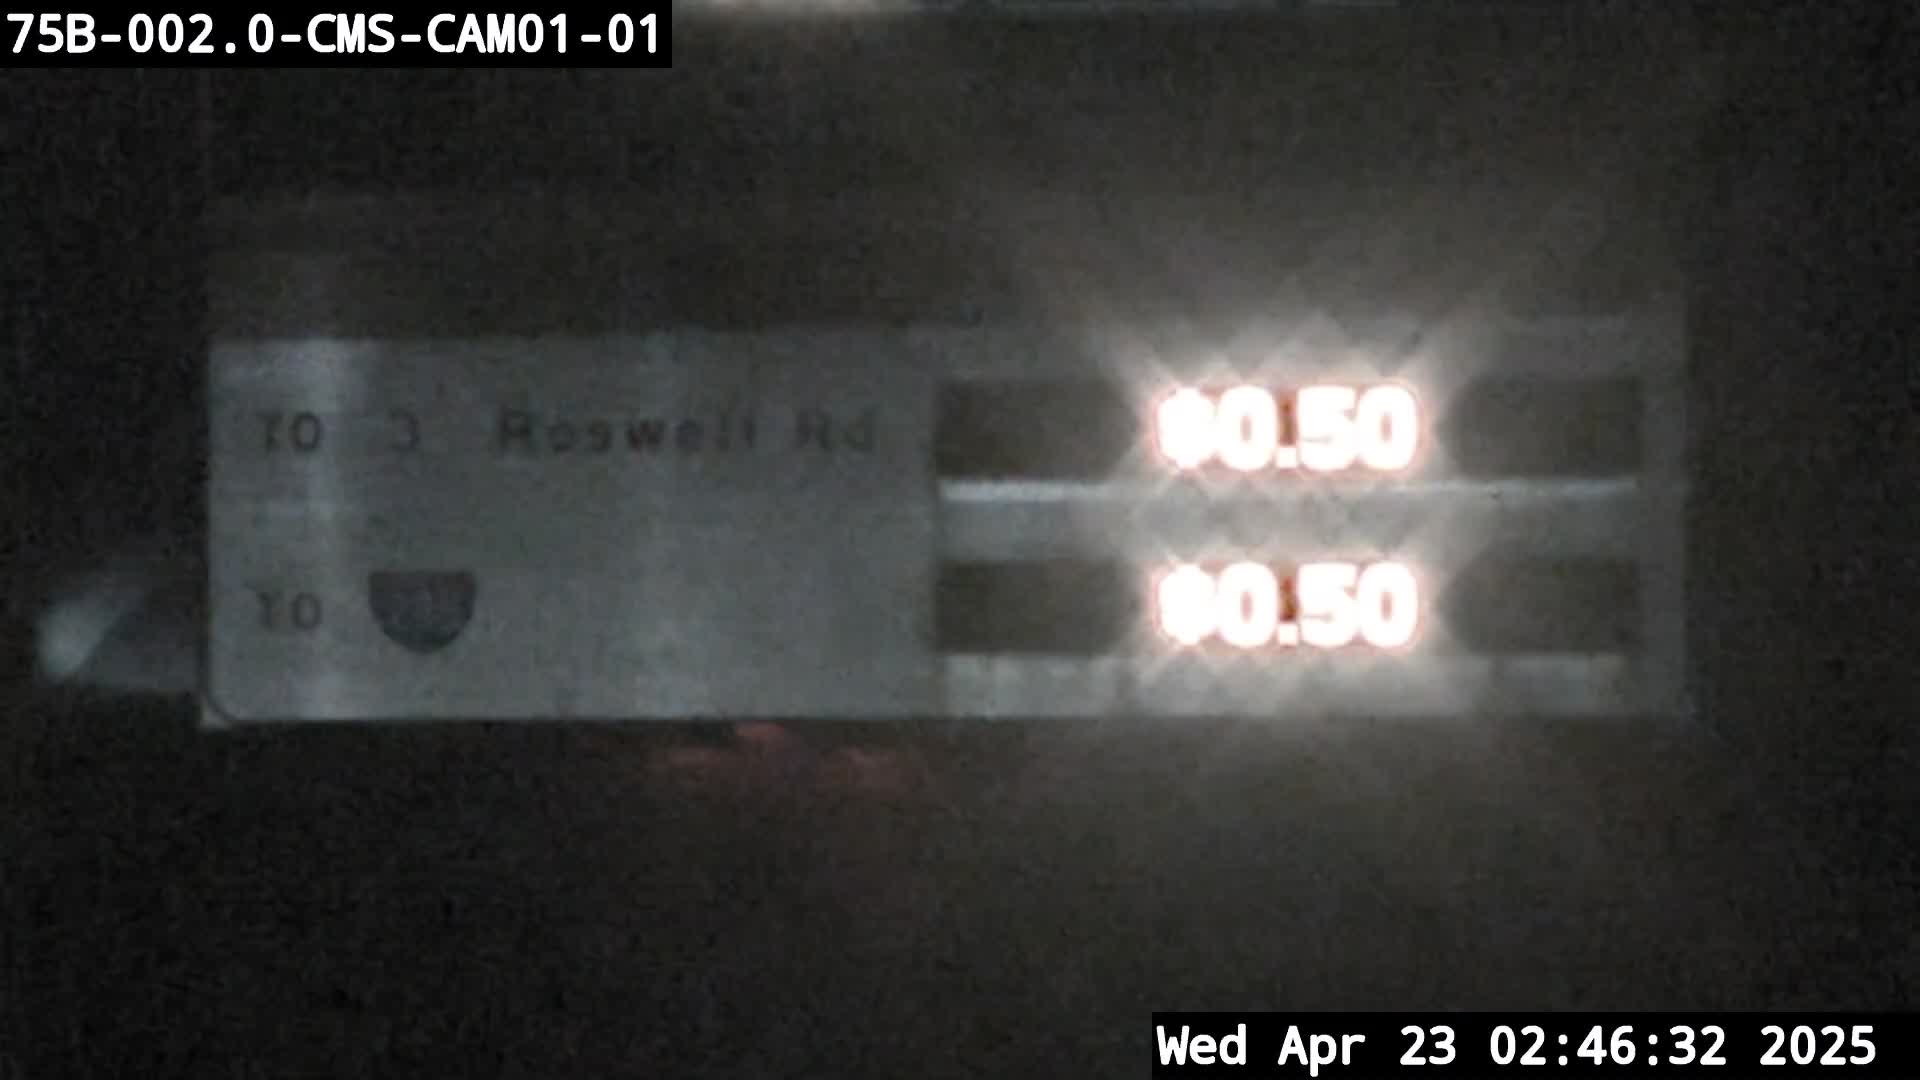 75B-002.0-CMS-CAM01-01
TO 3 Roswell Rd $0.50
TO $0.50
Wed Apr 23 02:46:32 2025